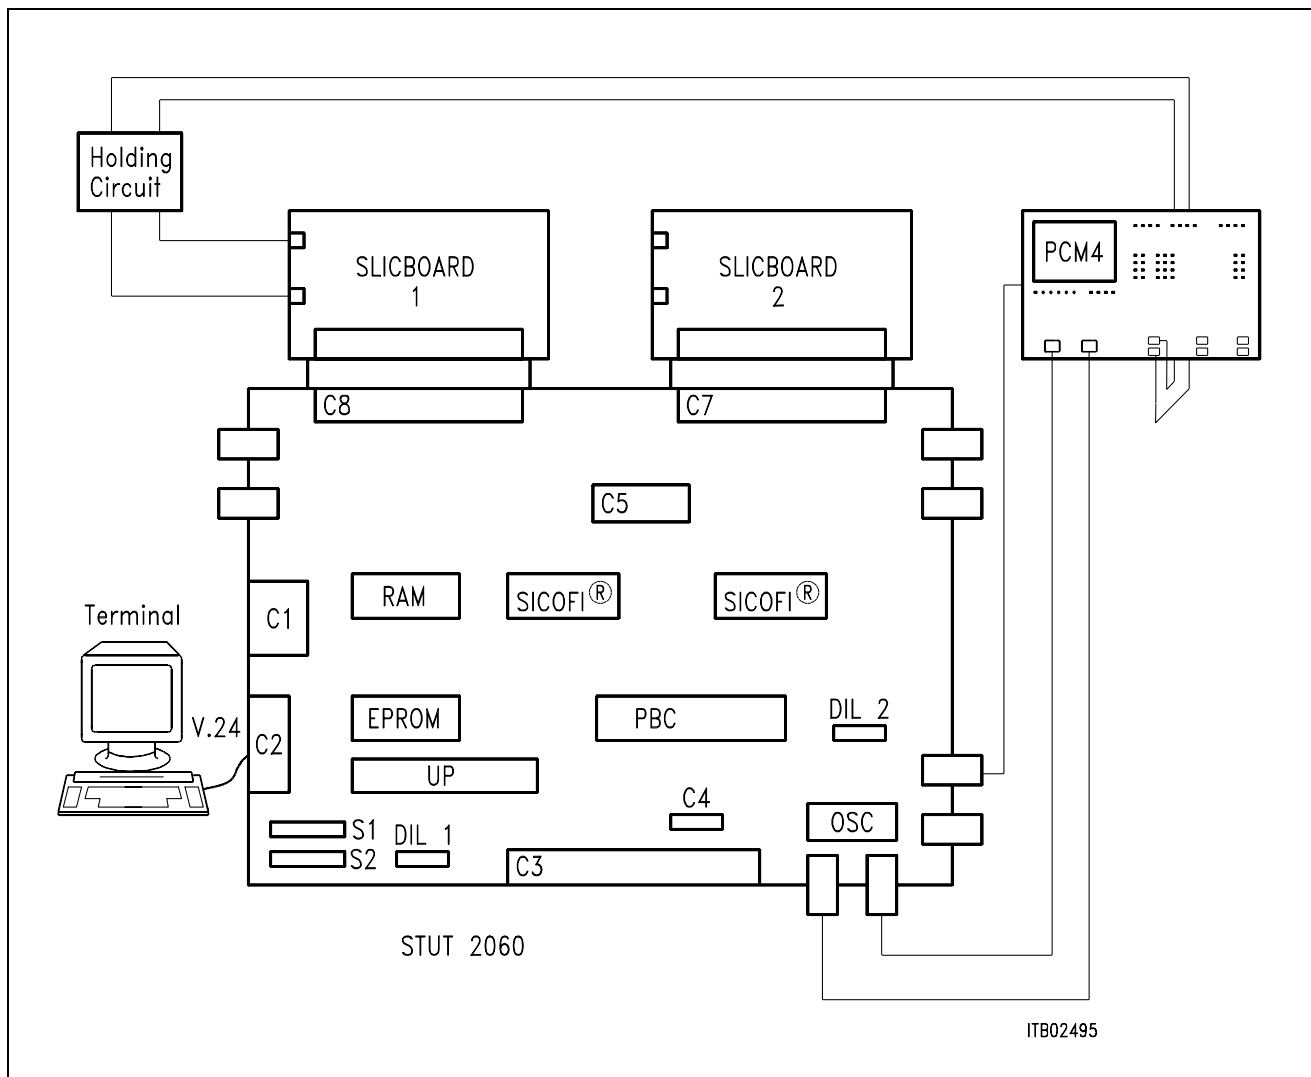 Holding
Circuit
SLICBOARD
1
SLICBOARD
2
PCM4
C8
C7
C5
RAM
SICOFI®
SICOFI®
Terminal
C1
V.24
C2
EPROM
PBC
DIL 2
UP
C4
OSC
S1
DIL 1
S2
C3
STUT 2060
ITB02495